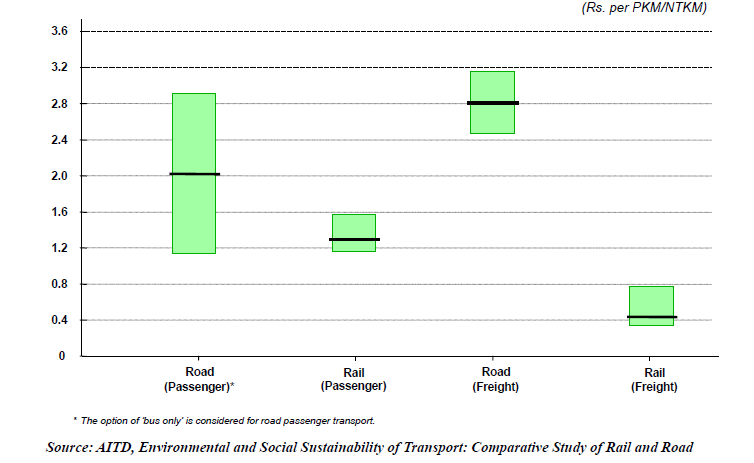 (Rs. per PKM/NTKM)
3.6
3.2
2.8
2.4
2.0
1.6
1.2
0.8
0.4
0
Road
(Passenger)*
Rail
(Passenger)
Road
(Freight)
Rail
(Freight)
* The option of 'bus only' is considered for road passenger transport.
Source: AITD, Environmental and Social Sustainability of Transport: Comparative Study of Rail and Road